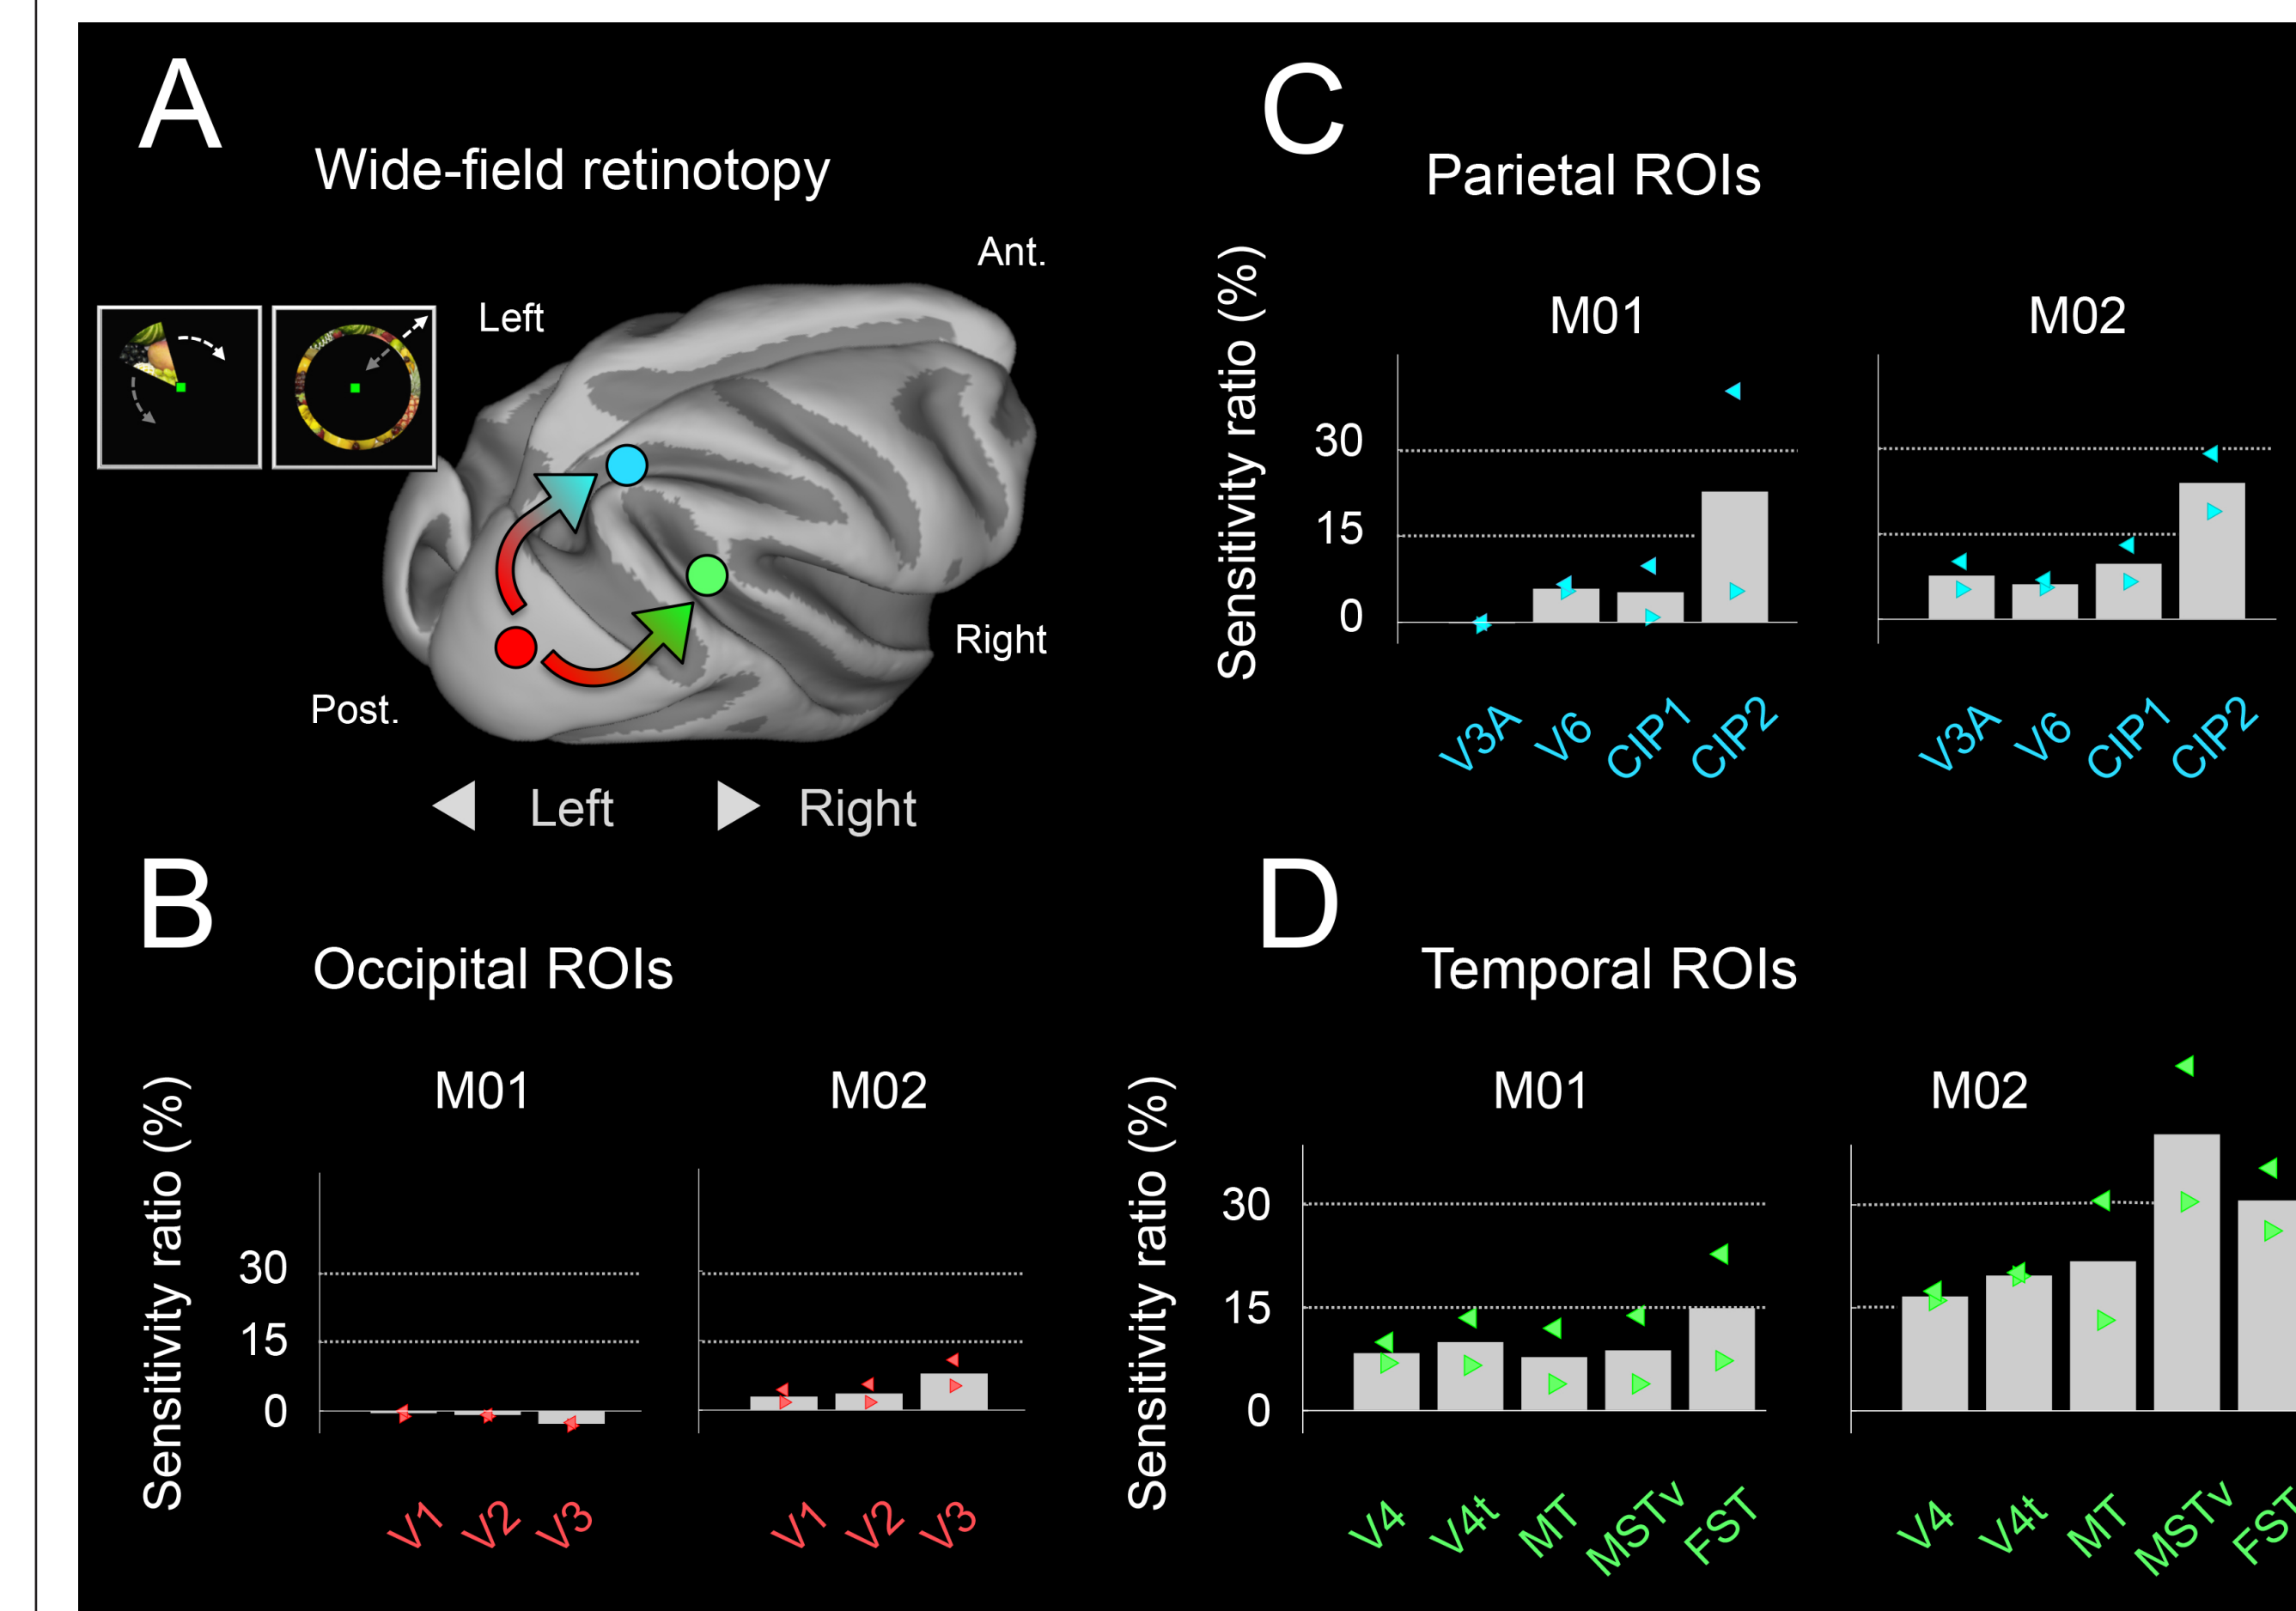 A
Wide-field retinotopy
Ant.
Left
Right
Post.
Left
Right
B
Occipital ROIs
Sensitivity ratio (%)
M01
M02
30
15
0
V1
V2
V3
V1
V2
V3
C
Parietal ROIs
Sensitivity ratio (%)
M01
M02
30
15
0
V3A
V6
CIP1
CIP2
V3A
V6
CIP1
CIP2
D
Temporal ROIs
Sensitivity ratio (%)
M01
M02
30
15
0
V4
V4t
MT
MSTv
FST
V4
V4t
MT
MSTv
FST